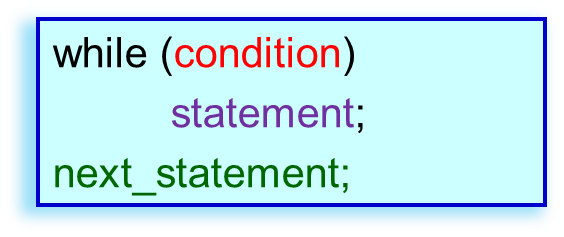 while (condition)
statement;
next_statement;